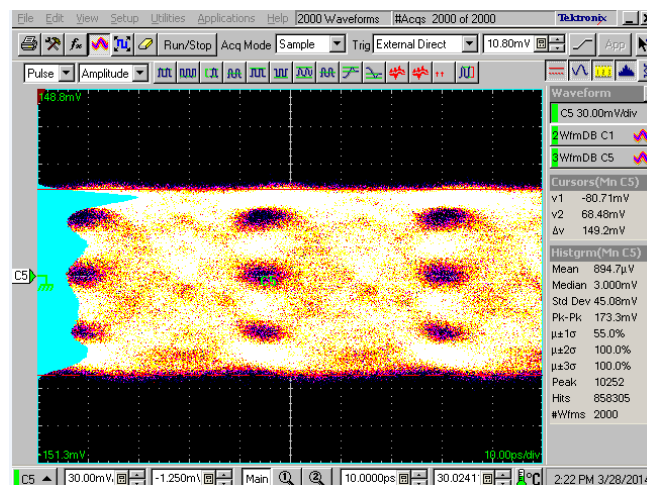 File Edit View Setup Utilities Applications Help 2000 Waveforms #Acqs 2000 of 2000 Tektronix
Run/Stop Acq Mode Sample Trig External Direct 10.80mV App
Pulse Amplitude
148.8mV
C5
-151.3mV 10.00ps/div
Waveform
C5 30.00mV/div
2WfmDB C1
3WfmDB C5
Cursors(Mn C5)
v1 -80.71mV
v2 68.48mV
Δv 149.2mV
Histgrm(Mn C5)
Mean 894.7µV
Median 3.000mV
Std Dev 45.08mV
Pk-Pk 173.3mV
µ±1σ 55.0%
µ±2σ 100.0%
µ±3σ 100.0%
Peak 10252
Hits 858305
#Wfms 2000
C5 30.00mV -1.250m\ Main 1 2 10.0000ps 30.0241 °C 2:22 PM 3/28/2014